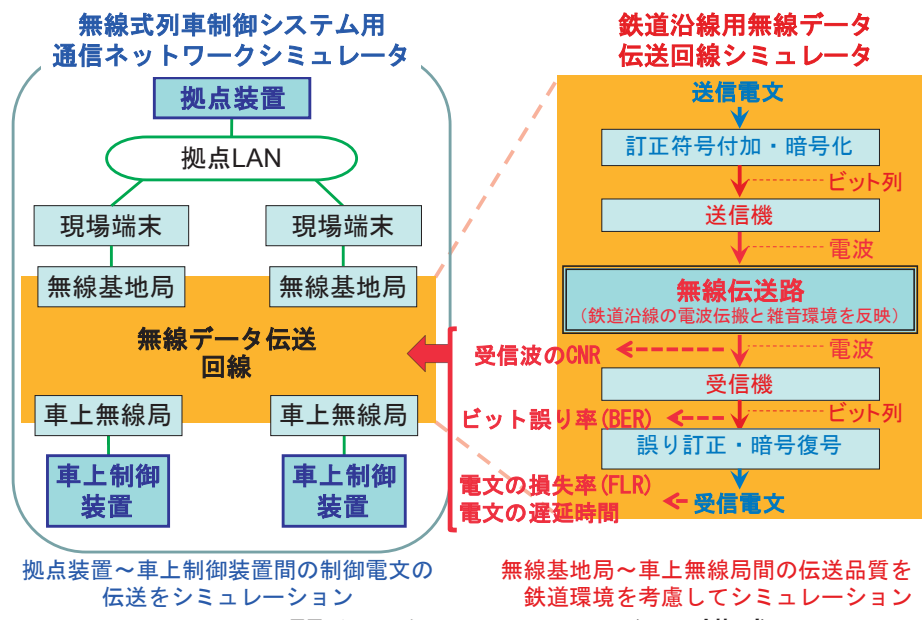 無線式列車制御システム用
通信ネットワークシミュレータ
拠点装置
拠点LAN
現場端末
現場端末
無線基地局
無線基地局
無線データ伝送
回線
車上無線局
車上無線局
車上制御
装置
車上制御
装置
拠点装置～車上制御装置間の制御電文の
伝送をシミュレーション
鉄道沿線用無線データ
伝送回線シミュレータ
送信電文
訂正符号付加・暗号化
ビット列
送信機
電波
無線伝送路
（鉄道沿線の電波伝搬と雑音環境を反映）
受信波のCNR
電波
受信機
ビット誤り率(BER)
ビット列
誤り訂正・暗号復号
電文の損失率(FLR)
電文の遅延時間
受信電文
無線基地局～車上無線局間の伝送品質を
鉄道環境を考慮してシミュレーション